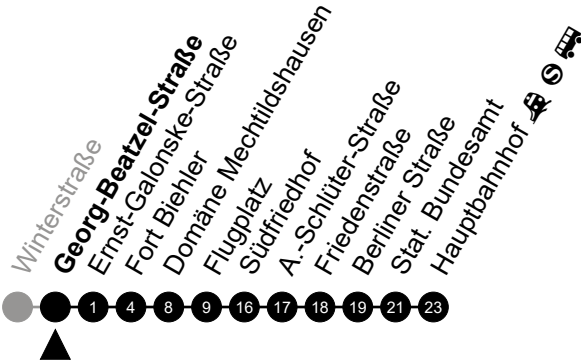 Winterstraße
Georg-Beatzel-Straße
Ernst-Galonske-Straße
Fort Biehler
Domäne Mechtildshausen
Flugplatz
Südfriedhof
A.-Schlüter-Straße
Friedenstraße
Berliner Straße
Stat. Bundesamt
Hauptbahnhof S
1 4 8 9 16 17 18 19 21 23